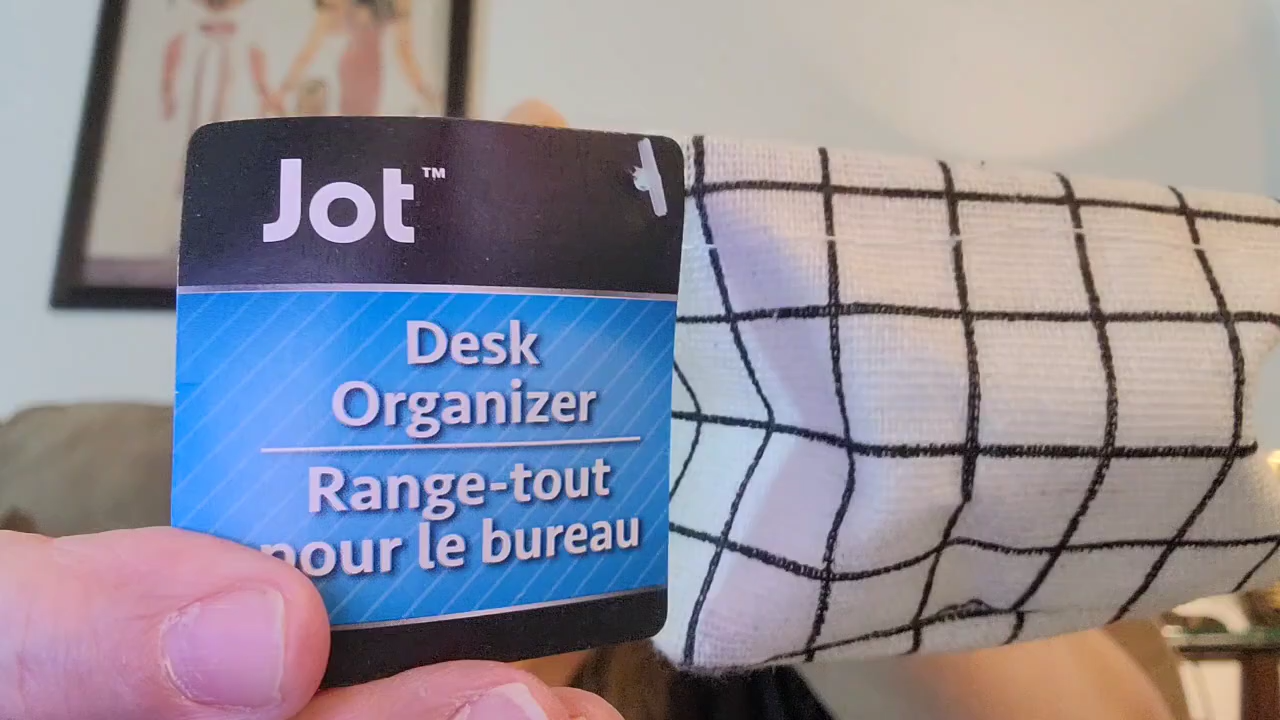 Jot™
Desk
Organizer
Range-tout
pour le bureau